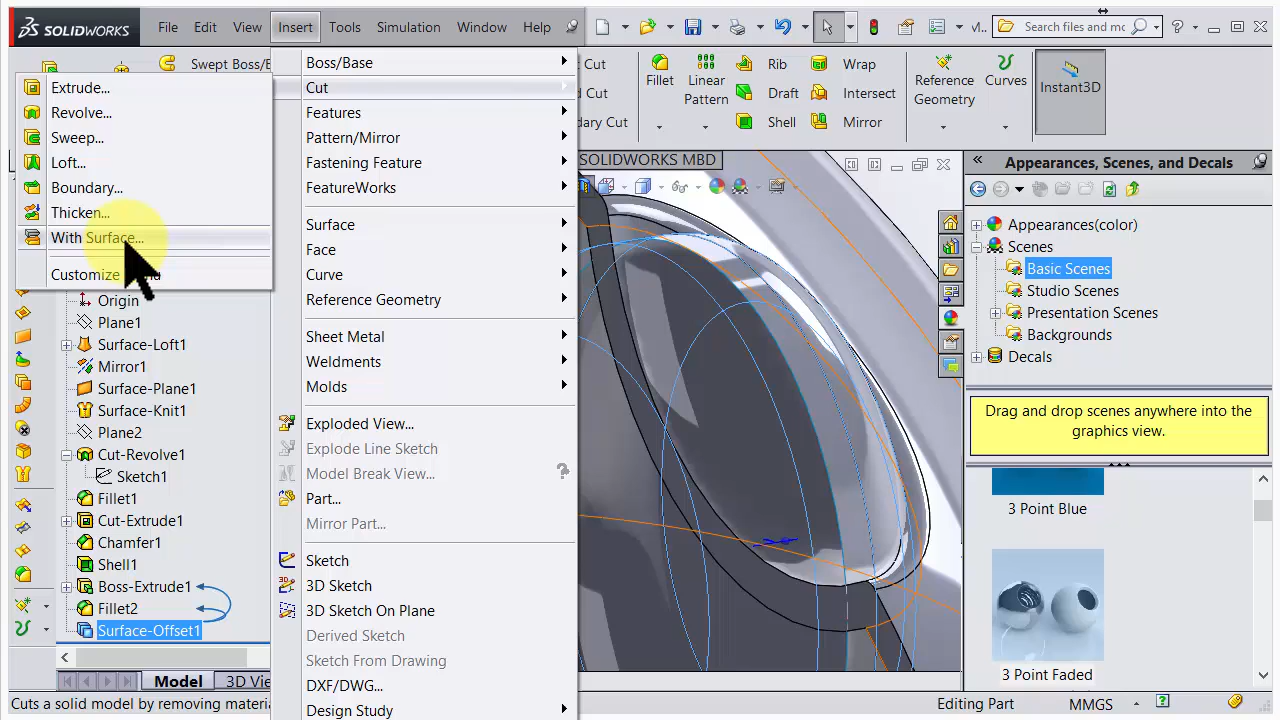 SOLIDWORKS
File Edit View Insert Tools Simulation Window Help
Search files and mo
Swept Boss/B
Cut
d Cut
dary Cut
Fillet
Linear
Pattern
Rib
Draft
Shell
Wrap
Intersect
Mirror
Reference
Geometry
Curves
Instant3D
Extrude...
Revolve...
Sweep...
Loft...
Boundary...
Thicken...
With Surface...
Customize
Boss/Base
Cut
Features
Pattern/Mirror
Fastening Feature
FeatureWorks
Surface
Face
Curve
Reference Geometry
Sheet Metal
Weldments
Molds
Exploded View...
Explode Line Sketch
Model Break View...
Part...
Mirror Part...
Sketch
3D Sketch
3D Sketch On Plane
Derived Sketch
Sketch From Drawing
DXF/DWG...
Design Study
Origin
Plane1
Surface-Loft1
Mirror1
Surface-Plane1
Surface-Knit1
Plane2
Cut-Revolve1
Sketch1
Fillet1
Cut-Extrude1
Chamfer1
Shell1
Boss-Extrude1
Fillet2
Surface-Offset1
Model 3D Vie
SOLIDWORKS MBD
Appearances, Scenes, and Decals
Appearances(color)
Scenes
Basic Scenes
Studio Scenes
Presentation Scenes
Backgrounds
Decals
Drag and drop scenes anywhere into the
graphics view.
3 Point Blue
3 Point Faded
Cuts a solid model by removing materia
Editing Part
MMGS